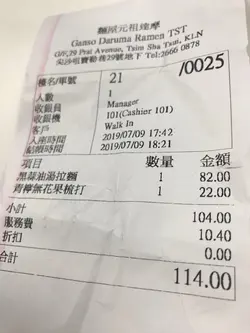 麵屋元祖達摩
Ganso Daruma Ramen TST
G/F,29 Prat Avenue, Tsim Sha Tsui, KLN
尖沙咀寶勒巷29號地下 Tel:2666 0878
檯名/單號 21 /0025
人數 1
收銀員 Manager
收銀機 101(Cashier 101)
客戶 Walk In
入座時間 2019/07/09 17:42
結賬時間 2019/07/09 18:21
項目 數量 金額
黑蒜油湯拉麵 1 82.00
青檸無花果梳打 1 22.00
小計 104.00
服務費 10.40
折扣 0.00
合計 114.00